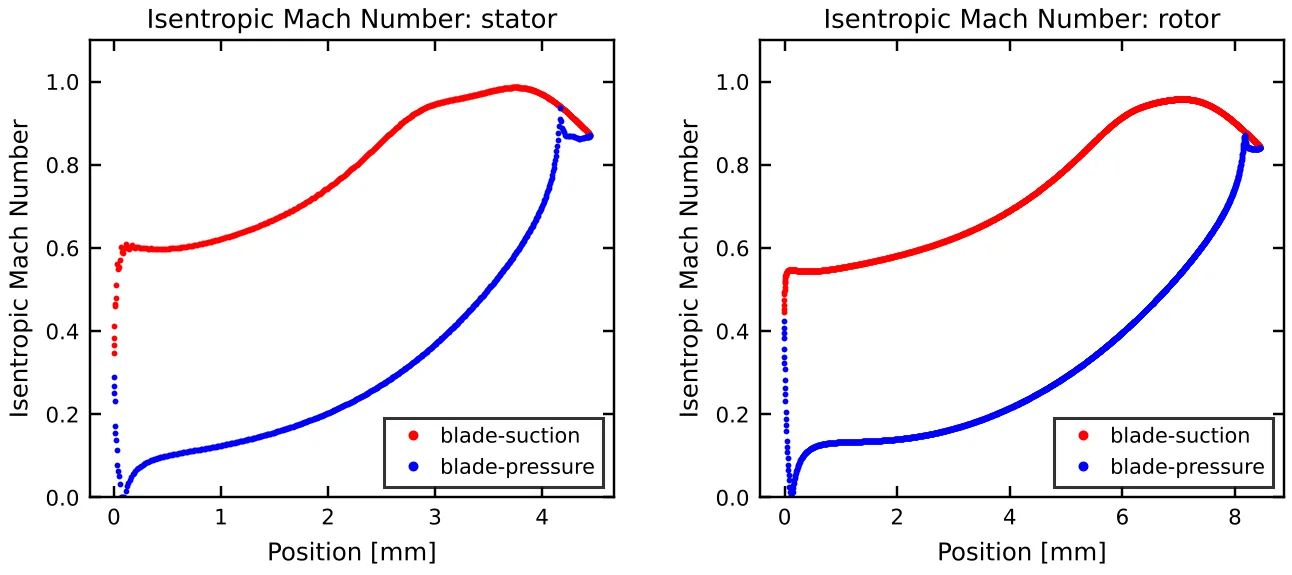 Isentropic Mach Number: stator
Isentropic Mach Number
1.0
0.8
0.6
0.4
0.2
0.0
0 1 2 3 4
Position [mm]
blade-suction
blade-pressure
Isentropic Mach Number: rotor
Isentropic Mach Number
1.0
0.8
0.6
0.4
0.2
0.0
0 2 4 6 8
Position [mm]
blade-suction
blade-pressure